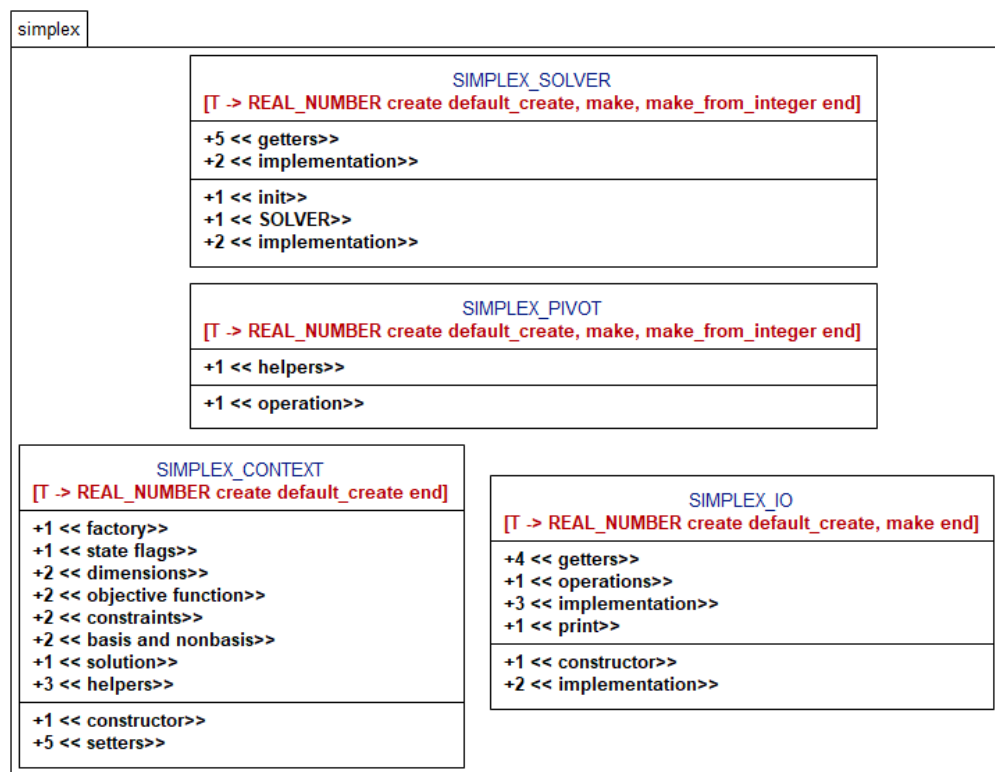 simplex
SIMPLEX_SOLVER
[T -> REAL_NUMBER create default_create, make, make_from_integer end]
+5 << getters>>
+2 << implementation>>
+1 << init>>
+1 << SOLVER>>
+2 << implementation>>
SIMPLEX_PIVOT
[T -> REAL_NUMBER create default_create, make, make_from_integer end]
+1 << helpers>>
+1 << operation>>
SIMPLEX_CONTEXT
[T -> REAL_NUMBER create default_create end]
+1 << factory>>
+1 << state flags>>
+2 << dimensions>>
+2 << objective function>>
+2 << constraints>>
+2 << basis and nonbasis>>
+1 << solution>>
+3 << helpers>>
+1 << constructor>>
+5 << setters>>
SIMPLEX_IO
[T -> REAL_NUMBER create default_create, make end]
+4 << getters>>
+1 << operations>>
+3 << implementation>>
+1 << print>>
+1 << constructor>>
+2 << implementation>>